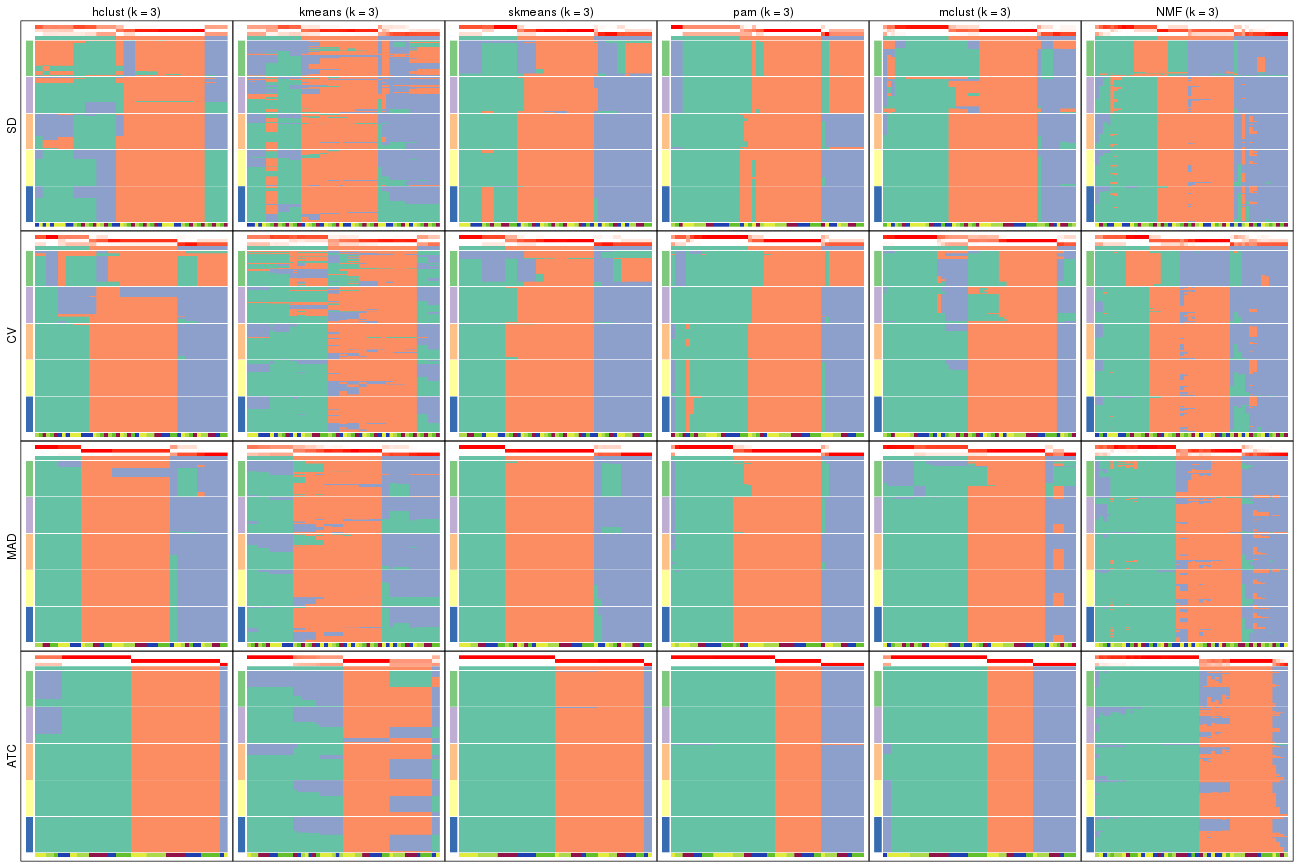 hclust (k = 3)
kmeans (k = 3)
skmeans (k = 3)
pam (k = 3)
mclust (k = 3)
NMF (k = 3)
SD
CV
MAD
ATC